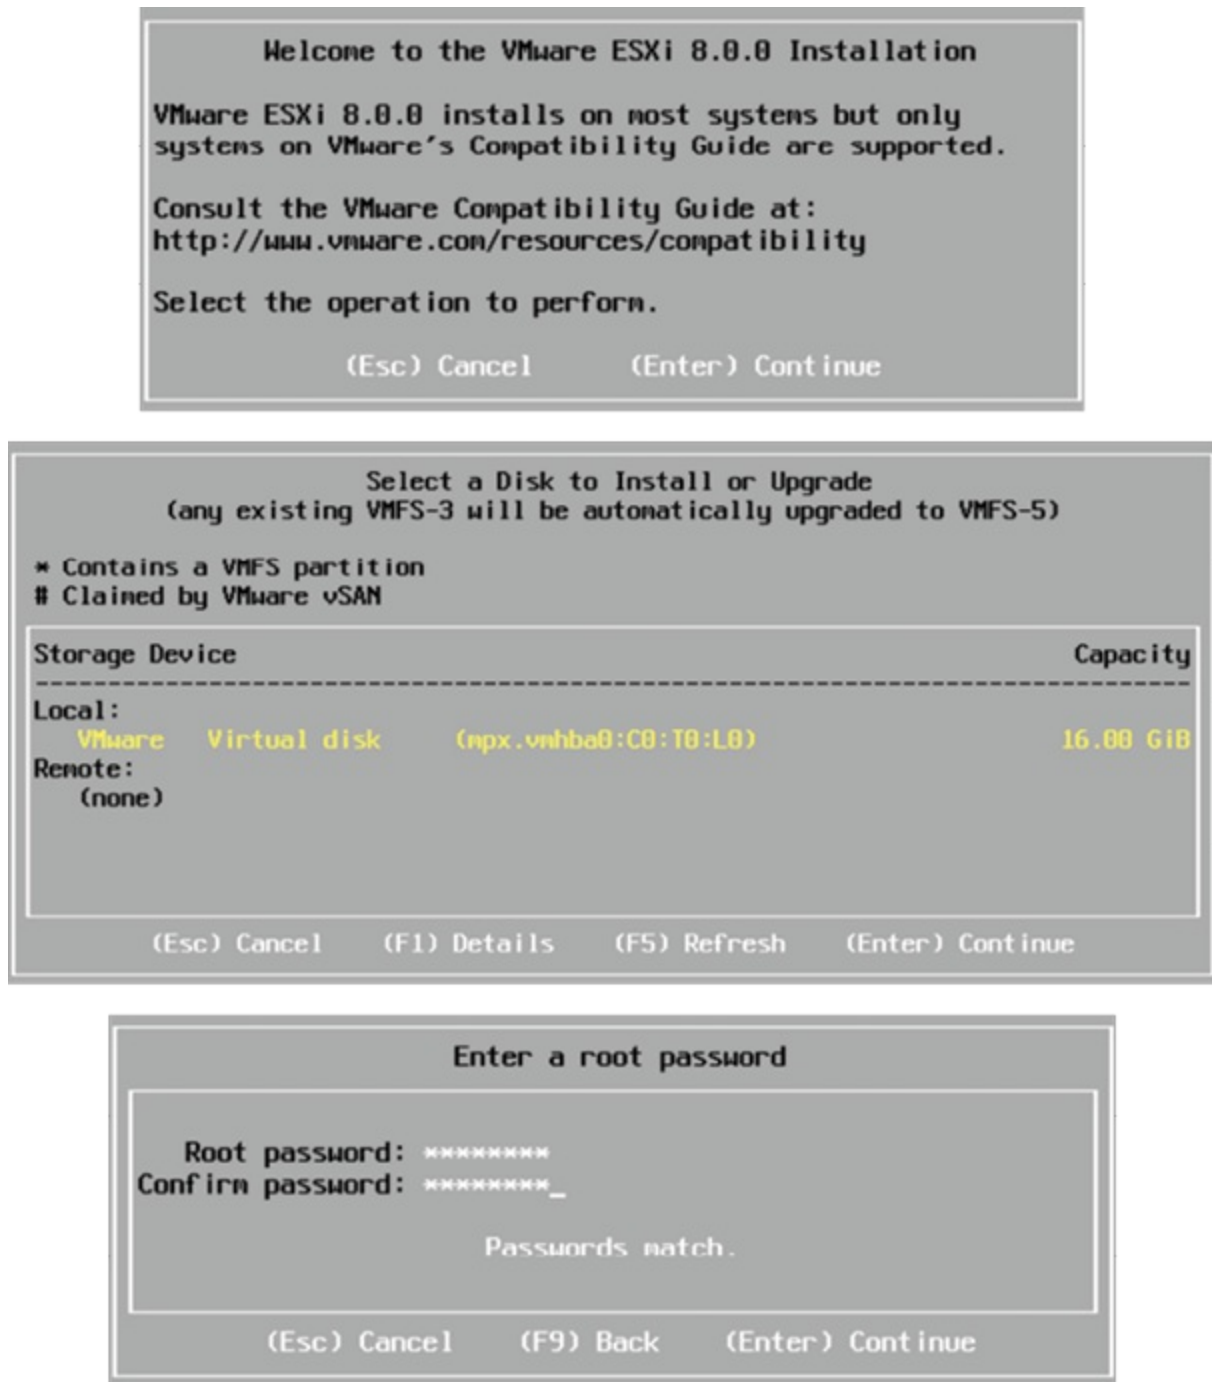 Welcome to the VMware ESXi 8.0.0 Installation
VMware ESXi 8.0.0 installs on most systems but only
systems on VMware's Compatibility Guide are supported.
Consult the VMware Compatibility Guide at:
http://www.vmware.com/resources/compatibility
Select the operation to perform.
(Esc) Cancel (Enter) Continue
Select a Disk to Install or Upgrade
(any existing VMFS-3 will be automatically upgraded to VMFS-5)
* Contains a VMFS partition
# Claimed by VMware vSAN
Storage Device Capacity
--------------------------------------------------------------------------------
Local:
VMware Virtual disk (mpx.vmhba0:C0:T0:L0) 16.00 GiB
Remote:
(none)
(Esc) Cancel (F1) Details (F5) Refresh (Enter) Continue
Enter a root password
Root password: ********
Confirm password: ********_
Passwords match.
(Esc) Cancel (F9) Back (Enter) Continue